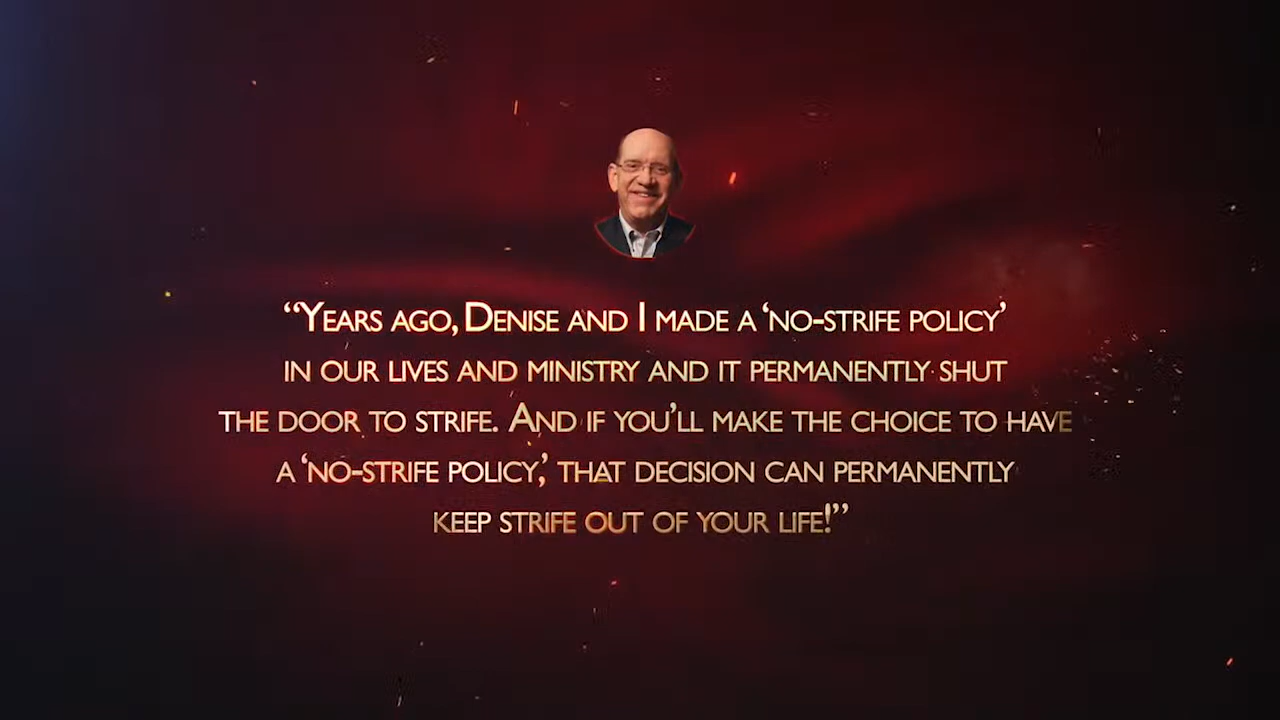 “Years ago, Denise and I made a ‘no-strife policy’
in our lives and ministry and it permanently shut
the door to strife. And if you’ll make the choice to have
a ‘no-strife policy,’ that decision can permanently
keep strife out of your life!”